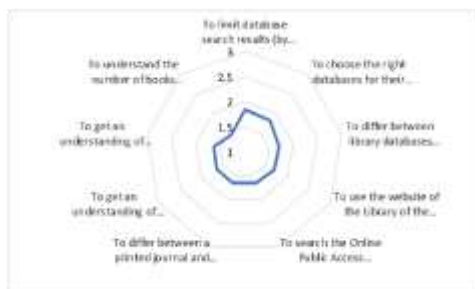 To limit database
search results (by...
3
To choose the right
databases for their...
2.5
2
To differ between
library databases...
1.5
1
To use the website of
the Library of the...
To search the Online
Public Access...
To differ between a
printed journal and...
To get an
understanding of...
To get an
understanding of...
To understand the
number of books...